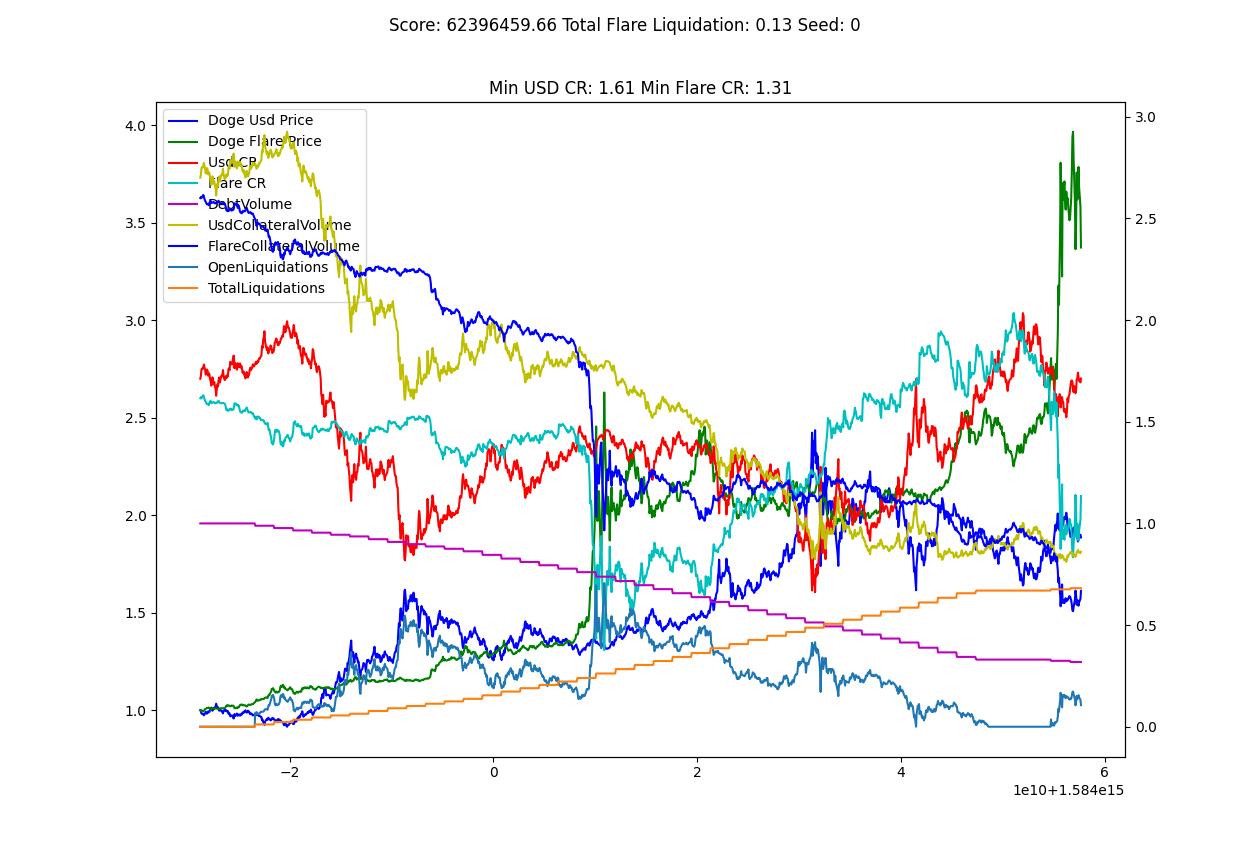 Score: 62396459.66 Total Flare Liquidation: 0.13 Seed: 0
Min USD CR: 1.61 Min Flare CR: 1.31
Doge Usd Price
Doge Flare Price
Usd CR
Flare CR
DebtVolume
UsdCollateralVolume
FlareCollateralVolume
OpenLiquidations
TotalLiquidations
4.0
3.5
3.0
2.5
2.0
1.5
1.0
3.0
2.5
2.0
1.5
1.0
0.5
0.0
−2 0 2 4 6
1e10+1.584e15